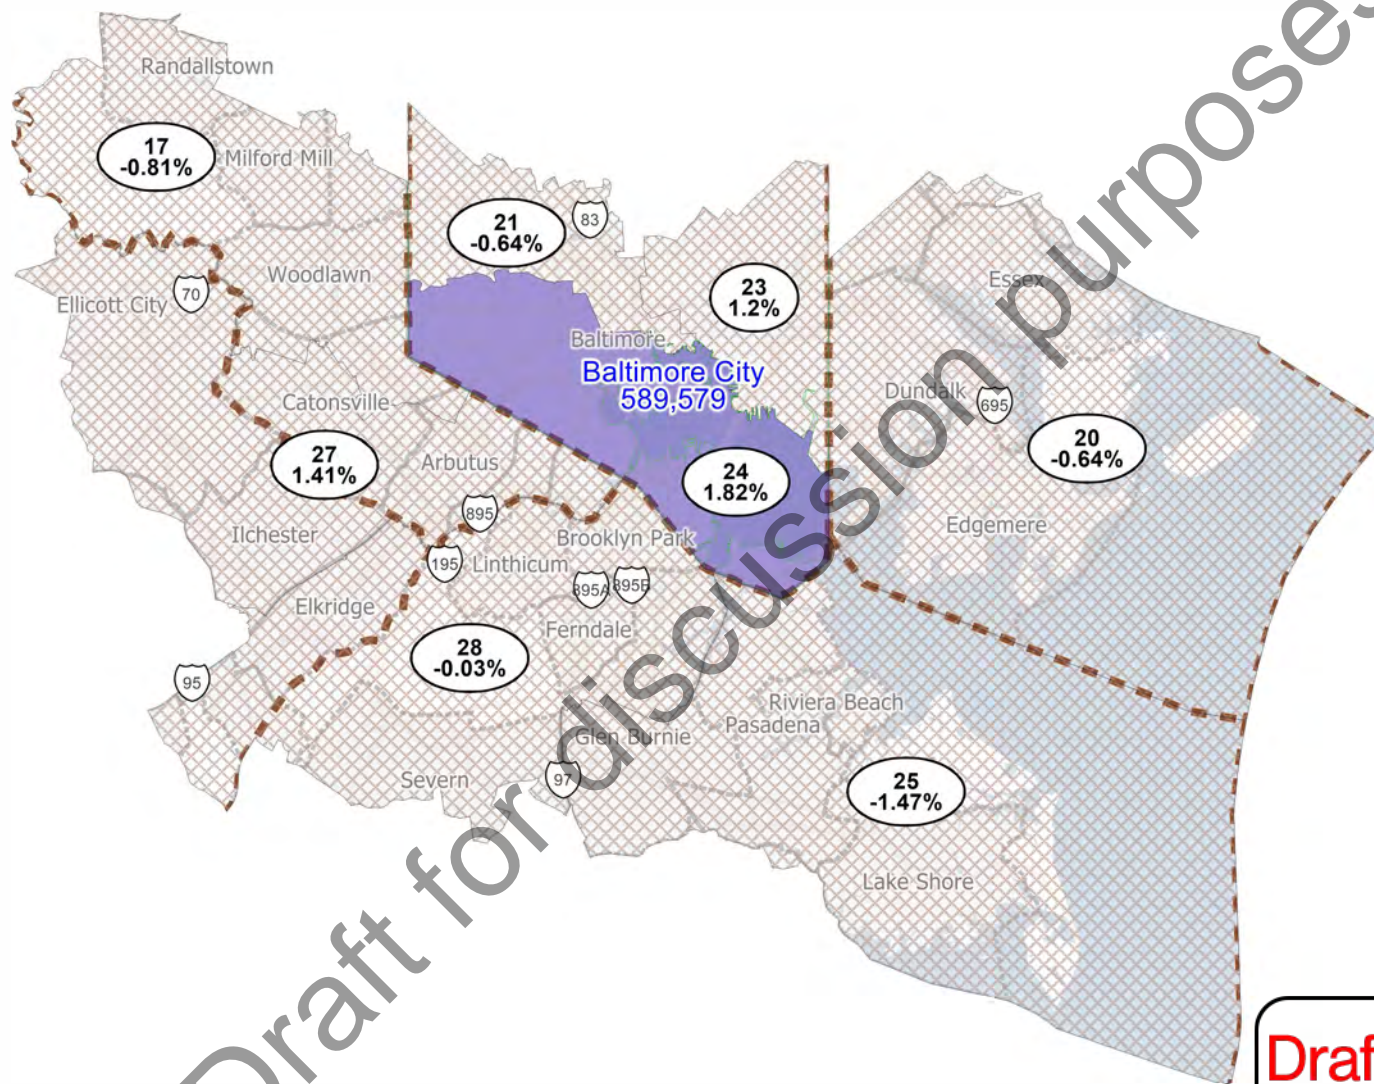 Randallstown
17
-0.81%
Milford Mill
21
-0.64%
83
Woodlawn
Ellicott City
70
23
1.2%
Essex
Baltimore
Baltimore City
589,579
Catonsville
Dundalk
695
20
-0.64%
27
1.41%
Arbutus
24
1.82%
895
Edgemere
Ilchester
Brooklyn Park
195
Linthicum
895A
895B
Elkridge
Ferndale
28
-0.03%
95
Riviera Beach
Pasadena
Glen Burnie
Severn
97
25
-1.47%
Lake Shore
Draft for discussion purposes
Draf